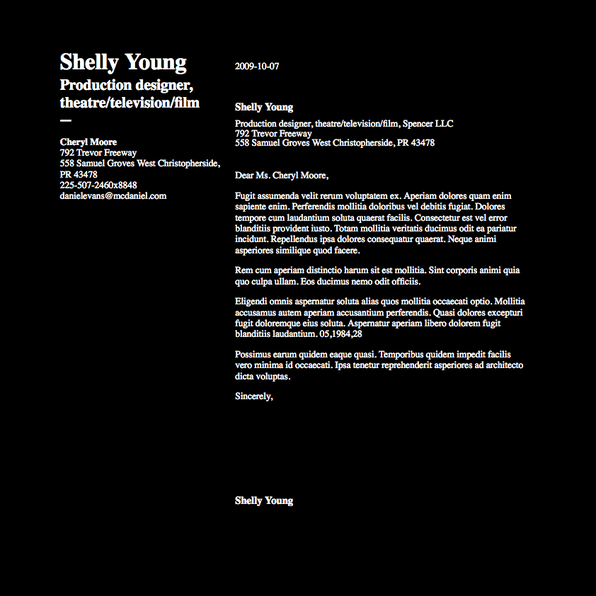 Shelly Young
Production designer,
theatre/television/film
—
Cheryl Moore
792 Trevor Freeway
558 Samuel Groves West Christopherside,
PR 43478
225-507-2460x8848
danielevans@mcdaniel.com
2009-10-07
Shelly Young
Production designer, theatre/television/film, Spencer LLC
792 Trevor Freeway
558 Samuel Groves West Christopherside, PR 43478
Dear Ms. Cheryl Moore,
Fugit assumenda velit rerum voluptatem ex. Aperiam dolores quam enim
sapiente enim. Perferendis mollitia doloribus vel debitis fugiat. Dolores
tempore cum laudantium soluta quaerat facilis. Consectetur est vel error
blanditiis provident iusto. Totam mollitia veritatis ducimus odit ea pariatur
incidunt. Repellendus ipsa dolores consequatur quaerat. Neque animi
asperiores similique quod facere.
Rem cum aperiam distinctio harum sit est mollitia. Sint corporis animi quia
quo culpa ullam. Eos ducimus nemo odit officiis.
Eligendi omnis aspernatur soluta alias quos mollitia occaecati optio. Mollitia
accusamus autem aperiam accusantium perferendis. Quasi dolores excepturi
fugit doloremque eius soluta. Aspernatur aperiam libero dolorem fugit
blanditiis laudantium. 05,1984,28
Possimus earum quidem eaque quasi. Temporibus quidem impedit facilis
vero minima id occaecati. Ipsa tenetur reprehenderit asperiores ad architecto
dicta voluptas.
Sincerely,
Shelly Young